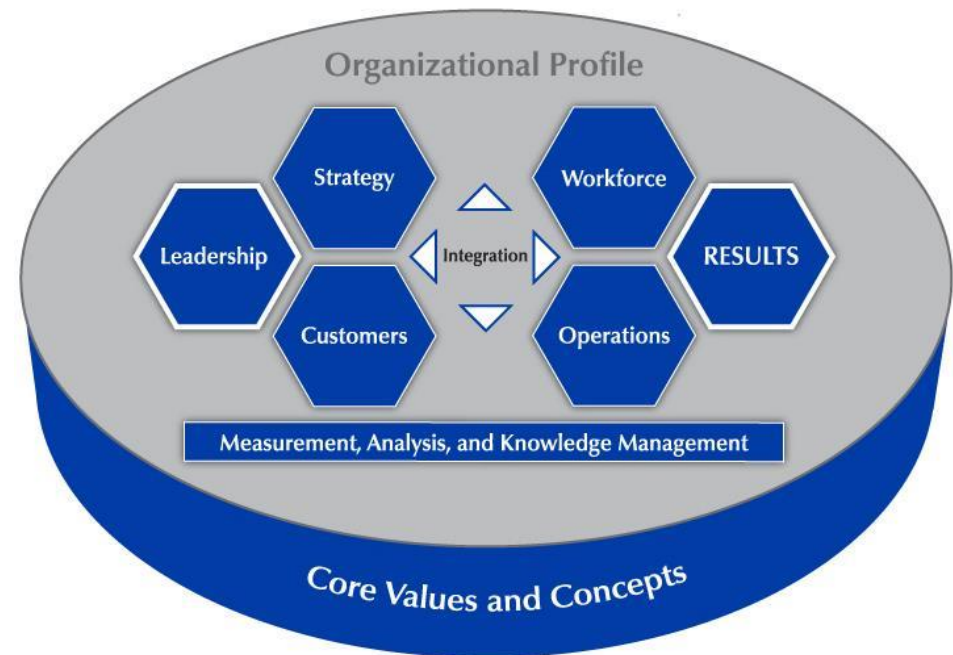 Organizational Profile
Strategy
Workforce
Leadership
Integration
RESULTS
Customers
Operations
Measurement, Analysis, and Knowledge Management
Core Values and Concepts